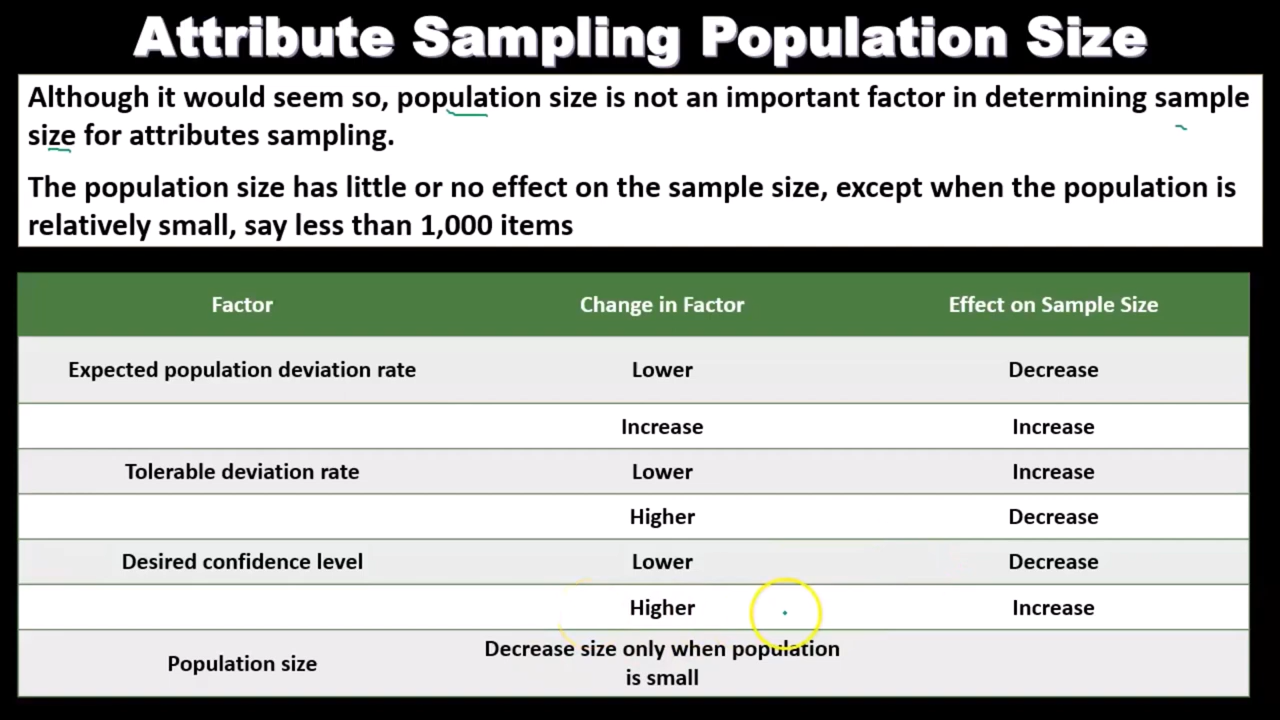 Attribute Sampling Population Size
Although it would seem so, population size is not an important factor in determining sample
size for attributes sampling.
The population size has little or no effect on the sample size, except when the population is
relatively small, say less than 1,000 items
Factor Change in Factor Effect on Sample Size
Expected population deviation rate Lower Decrease
Increase Increase
Tolerable deviation rate Lower Increase
Higher Decrease
Desired confidence level Lower Decrease
Higher Increase
Population size Decrease size only when population
is small